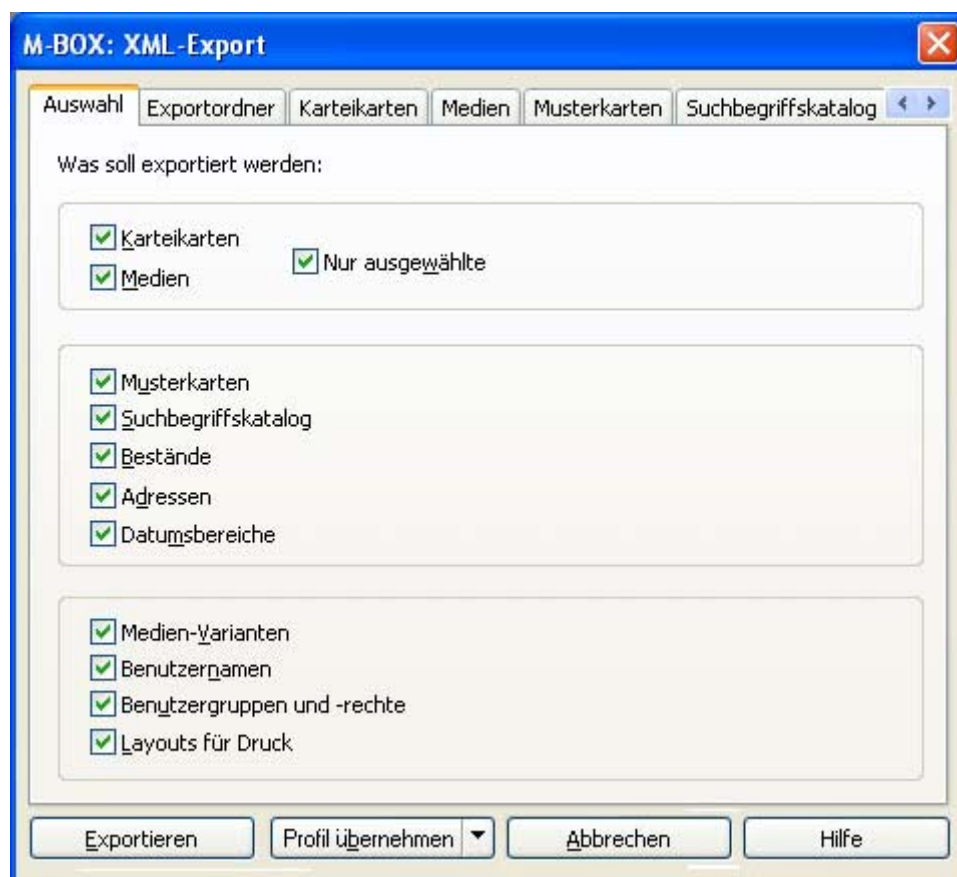 M-BOX: XML-Export
Auswahl Exportordner Karteikarten Medien Musterkarten Suchbegriffskatalog
Was soll exportiert werden:
Karteikarten
Nur ausgewählte
Medien
Musterkarten
Suchbegriffskatalog
Bestände
Adressen
Datumsbereiche
Medien-Varianten
Benutzernamen
Benutzergruppen und -rechte
Layouts für Druck
Exportieren Profil übernehmen Abbrechen Hilfe